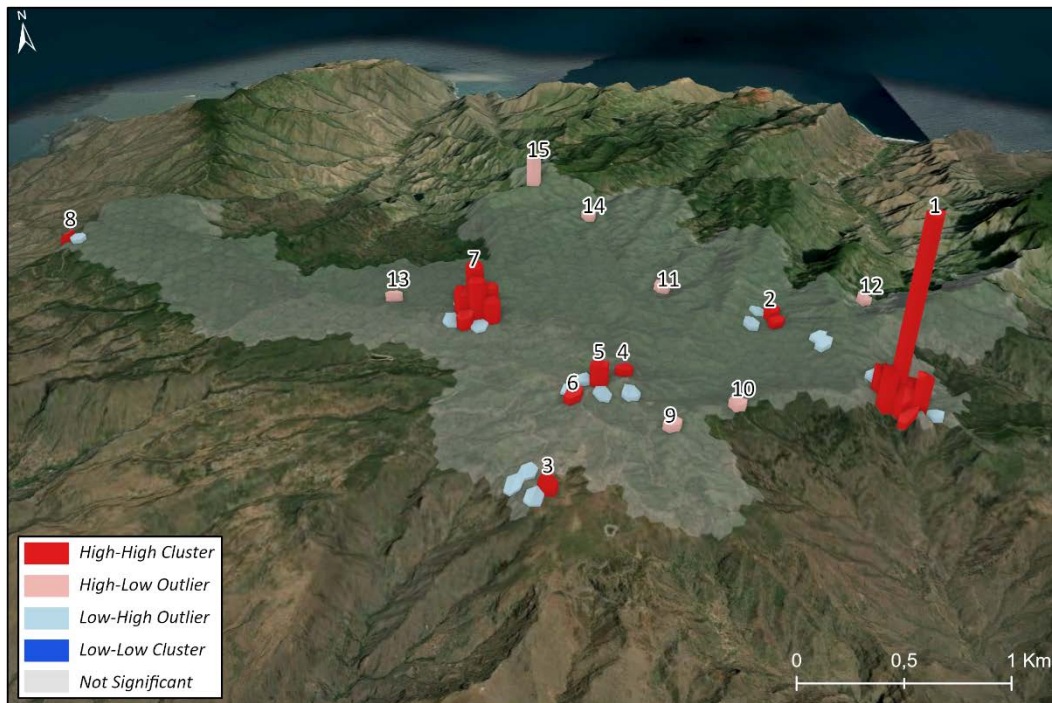 N
15
1
14
8
7
13
11
12
2
5
4
6
10
9
3
High-High Cluster
High-Low Outlier
Low-High Outlier
Low-Low Cluster
Not Significant
0 0,5 1 Km